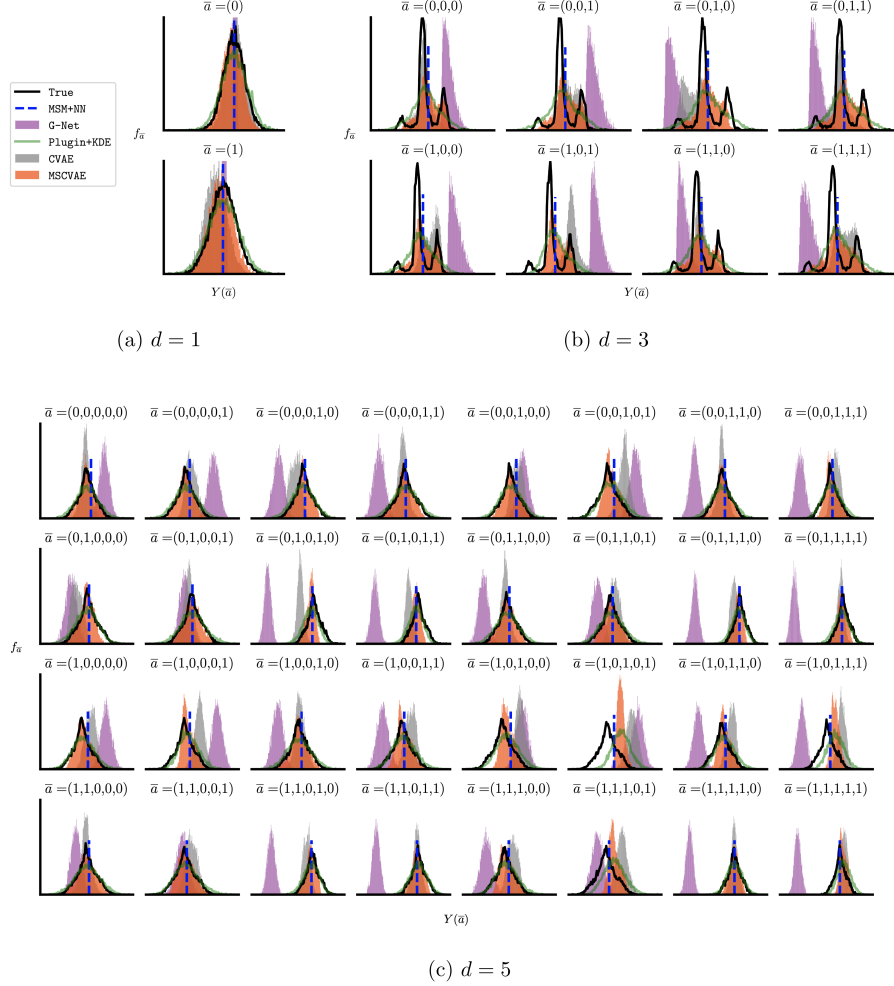 a̅ =(0)
a̅ =(0,0,0) a̅ =(0,0,1) a̅ =(0,1,0) a̅ =(0,1,1)
True
MSM+NN
G-Net
Plugin+KDE
CVAE
MSCVAE
f_a̅
f_a̅
a̅ =(1)
a̅ =(1,0,0) a̅ =(1,0,1) a̅ =(1,1,0) a̅ =(1,1,1)
Y(a̅)
Y(a̅)
(a) d = 1
(b) d = 3
a̅ =(0,0,0,0,0) a̅ =(0,0,0,0,1) a̅ =(0,0,0,1,0) a̅ =(0,0,0,1,1) a̅ =(0,0,1,0,0) a̅ =(0,0,1,0,1) a̅ =(0,0,1,1,0) a̅ =(0,0,1,1,1)
a̅ =(0,1,0,0,0) a̅ =(0,1,0,0,1) a̅ =(0,1,0,1,0) a̅ =(0,1,0,1,1) a̅ =(0,1,1,0,0) a̅ =(0,1,1,0,1) a̅ =(0,1,1,1,0) a̅ =(0,1,1,1,1)
f_a̅
a̅ =(1,0,0,0,0) a̅ =(1,0,0,0,1) a̅ =(1,0,0,1,0) a̅ =(1,0,0,1,1) a̅ =(1,0,1,0,0) a̅ =(1,0,1,0,1) a̅ =(1,0,1,1,0) a̅ =(1,0,1,1,1)
a̅ =(1,1,0,0,0) a̅ =(1,1,0,0,1) a̅ =(1,1,0,1,0) a̅ =(1,1,0,1,1) a̅ =(1,1,1,0,0) a̅ =(1,1,1,0,1) a̅ =(1,1,1,1,0) a̅ =(1,1,1,1,1)
Y(a̅)
(c) d = 5